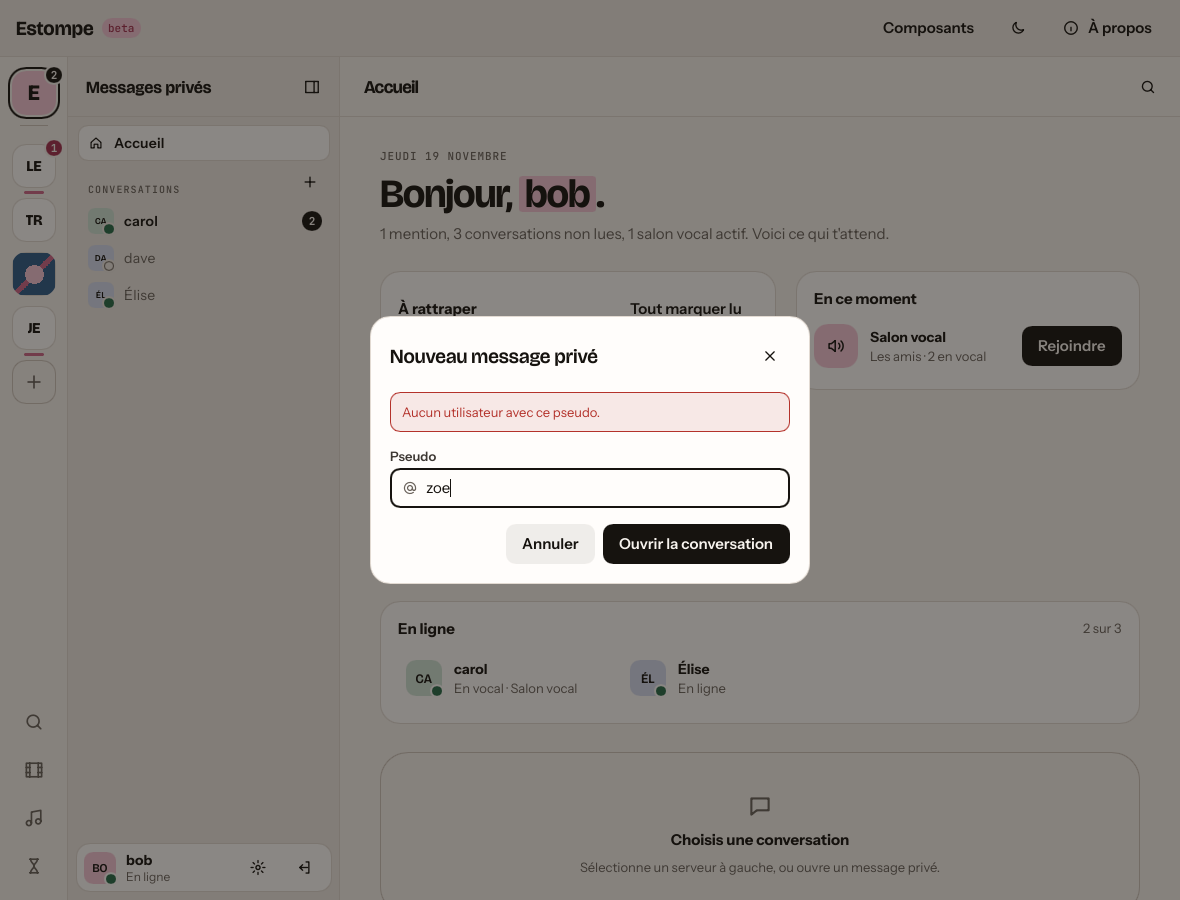 Estompe beta
Composants
À propos
E 2
LE 1
TR
JE
Messages privés
Accueil
CONVERSATIONS
CA carol 2
DA dave
ÉL Élise
BO bob
En ligne
Accueil
JEUDI 19 NOVEMBRE
Bonjour, bob.
1 mention, 3 conversations non lues, 1 salon vocal actif. Voici ce qui t'attend.
À rattraper Tout marquer lu
En ce moment
Salon vocal
Les amis · 2 en vocal
Rejoindre
Nouveau message privé
Aucun utilisateur avec ce pseudo.
Pseudo
@ zoe
Annuler Ouvrir la conversation
En ligne 2 sur 3
CA carol
En vocal · Salon vocal
ÉL Élise
En ligne
Choisis une conversation
Sélectionne un serveur à gauche, ou ouvre un message privé.